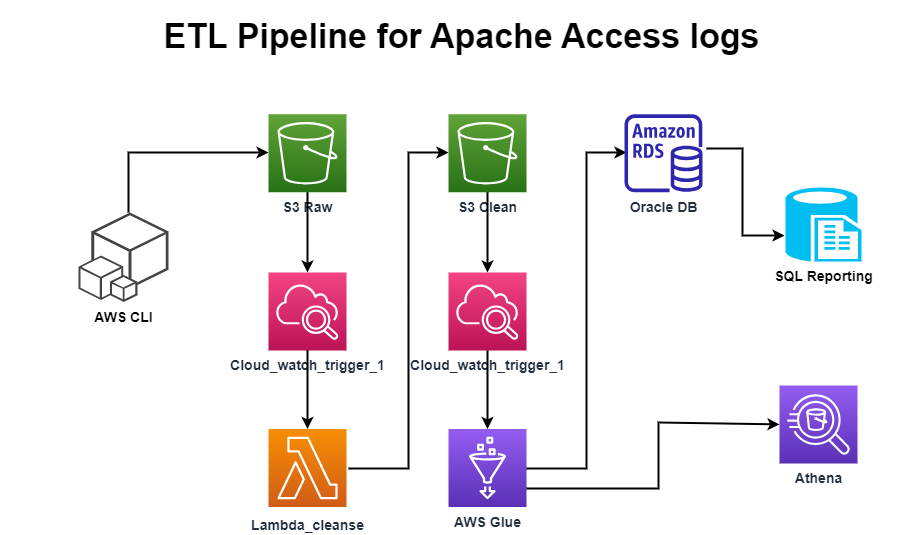 ETL Pipeline for Apache Access logs
Amazon
RDS
S3 Raw
S3 Clean
Oracle DB
SQL Reporting
AWS CLI
Cloud_watch_trigger_1
Cloud_watch_trigger_1
Athena
Lambda_cleanse
AWS Glue